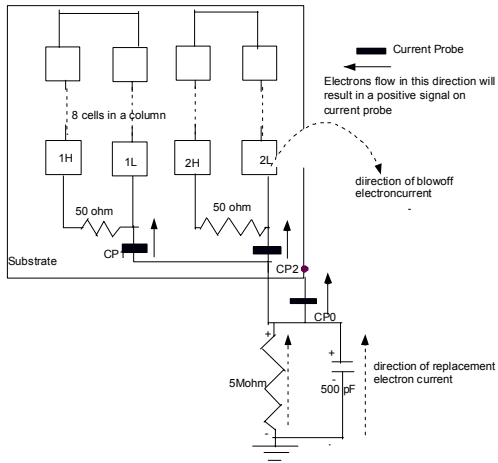 Current Probe
Electrons flow in this direction will
result in a positive signal on
current probe
8 cells in a column
1H
1L
2H
2L
diirection of blowoff
electroncurrent
-
50 ohm
50 ohm
CP
Substrate
CP2
CP0
+
+
-
5Mohm
500 pF
direction of replacement
electron current
-